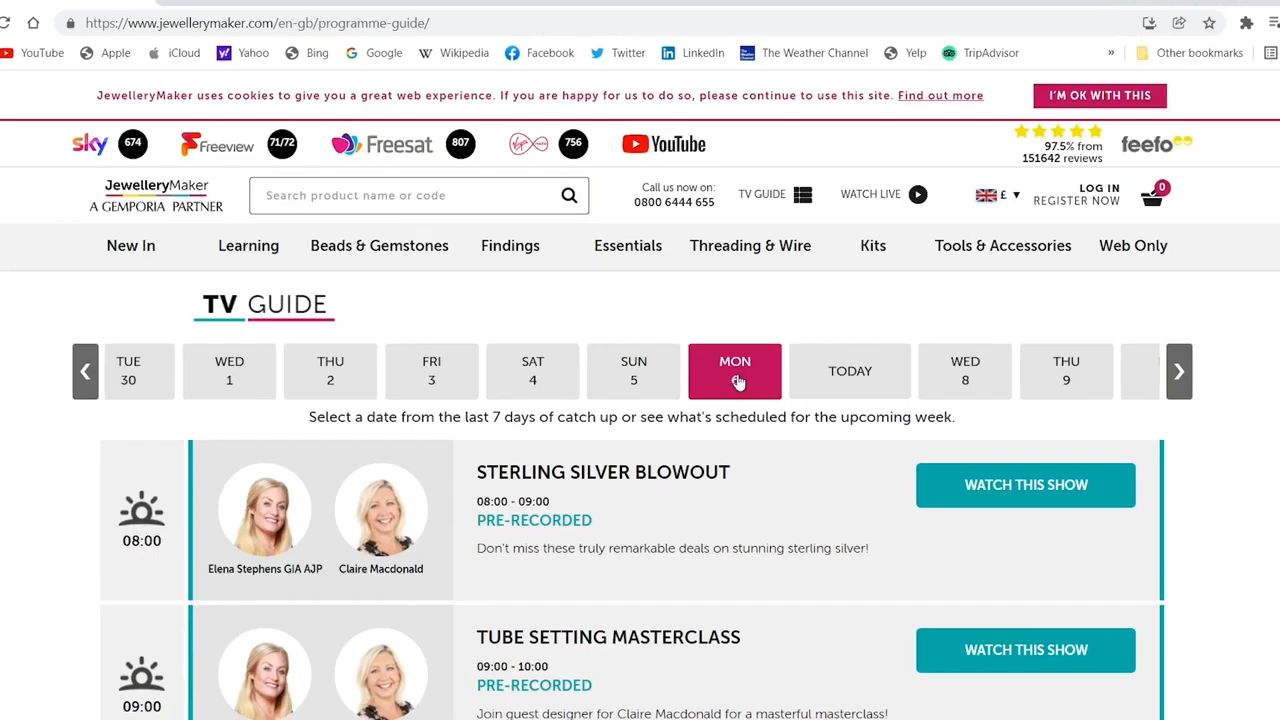 https://www.jewellerymaker.com/en-gb/programme-guide/
YouTube Apple iCloud Yahoo Bing Google Wikipedia Facebook Twitter LinkedIn The Weather Channel Yelp TripAdvisor » Other bookmarks
JewelleryMaker uses cookies to give you a great web experience. If you are happy for us to do so, please continue to use this site. Find out more I'M OK WITH THIS
sky 674 Freeview 71/72 freesat 807 756 YouTube
97.5% from
151642 reviews
feefo
JewelleryMaker
A GEMPORIA PARTNER
Search product name or code
Call us now on:
0800 6444 655
TV GUIDE
WATCH LIVE
£
LOG IN
REGISTER NOW
0
New In Learning Beads & Gemstones Findings Essentials Threading & Wire Kits Tools & Accessories Web Only
TV GUIDE
TUE WED THU FRI SAT SUN MON TODAY WED THU
30 1 2 3 4 5 8 9
Select a date from the last 7 days of catch up or see what's scheduled for the upcoming week.
08:00
Elena Stephens GIA AJP Claire Macdonald
STERLING SILVER BLOWOUT
08:00 - 09:00
PRE-RECORDED
Don't miss these truly remarkable deals on stunning sterling silver!
WATCH THIS SHOW
09:00
TUBE SETTING MASTERCLASS
09:00 - 10:00
PRE-RECORDED
Join guest designer for Claire Macdonald for a masterful masterclass!
WATCH THIS SHOW